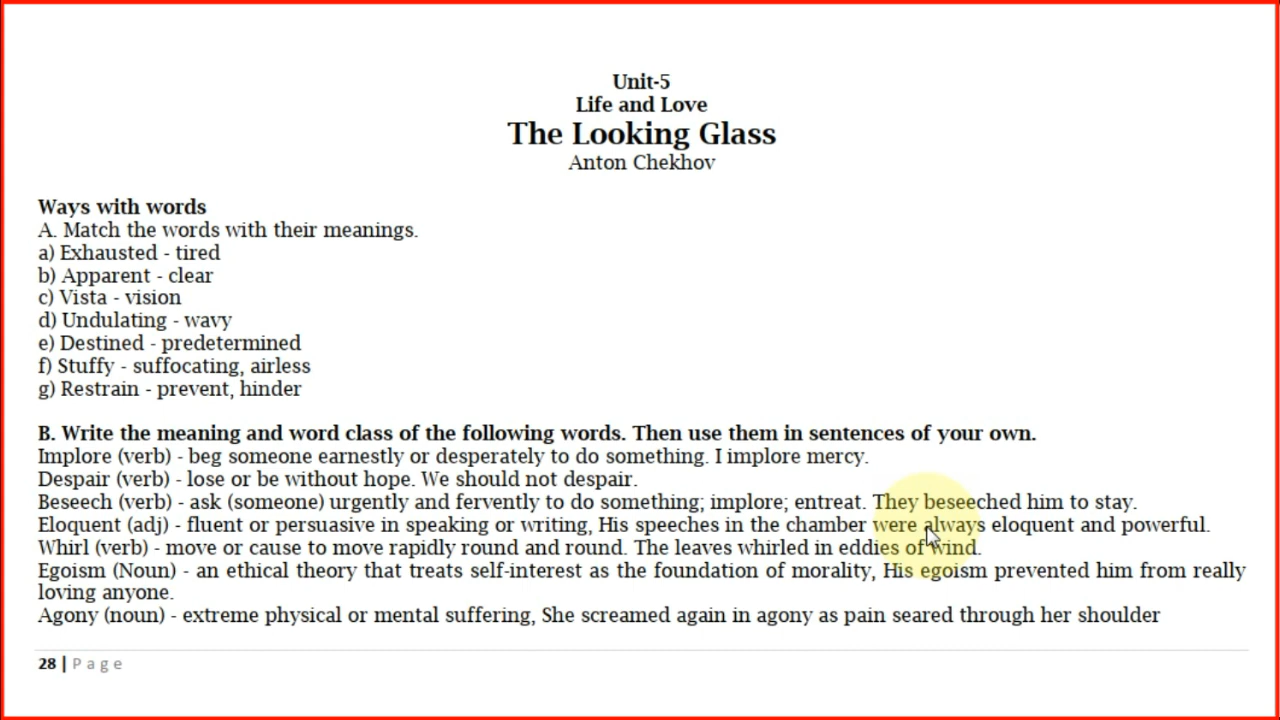 Unit-5
Life and Love
The Looking Glass
Anton Chekhov
Ways with words
A. Match the words with their meanings.
a) Exhausted - tired
b) Apparent - clear
c) Vista - vision
d) Undulating - wavy
e) Destined - predetermined
f) Stuffy - suffocating, airless
g) Restrain - prevent, hinder
B. Write the meaning and word class of the following words. Then use them in sentences of your own.
Implore (verb) - beg someone earnestly or desperately to do something. I implore mercy.
Despair (verb) - lose or be without hope. We should not despair.
Beseech (verb) - ask (someone) urgently and fervently to do something; implore; entreat. They beseeched him to stay.
Eloquent (adj) - fluent or persuasive in speaking or writing, His speeches in the chamber were always eloquent and powerful.
Whirl (verb) - move or cause to move rapidly round and round. The leaves whirled in eddies of wind.
Egoism (Noun) - an ethical theory that treats self-interest as the foundation of morality, His egoism prevented him from really
loving anyone.
Agony (noun) - extreme physical or mental suffering, She screamed again in agony as pain seared through her shoulder
28 | Page